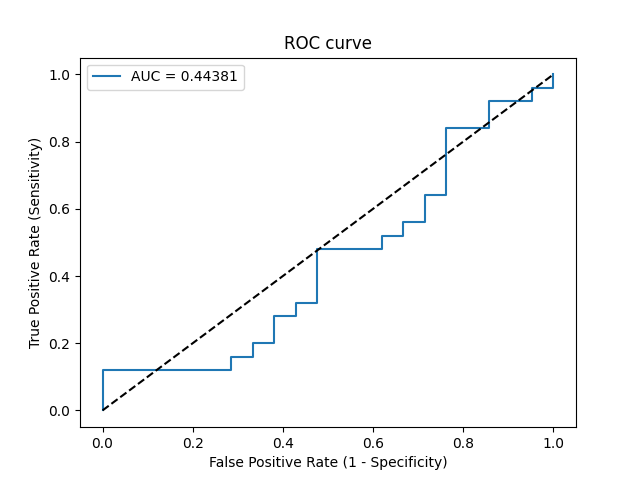 ROC curve
AUC = 0.44381
True Positive Rate (Sensitivity)
1.0
0.8
0.6
0.4
0.2
0.0
0.0 0.2 0.4 0.6 0.8 1.0
False Positive Rate (1 - Specificity)